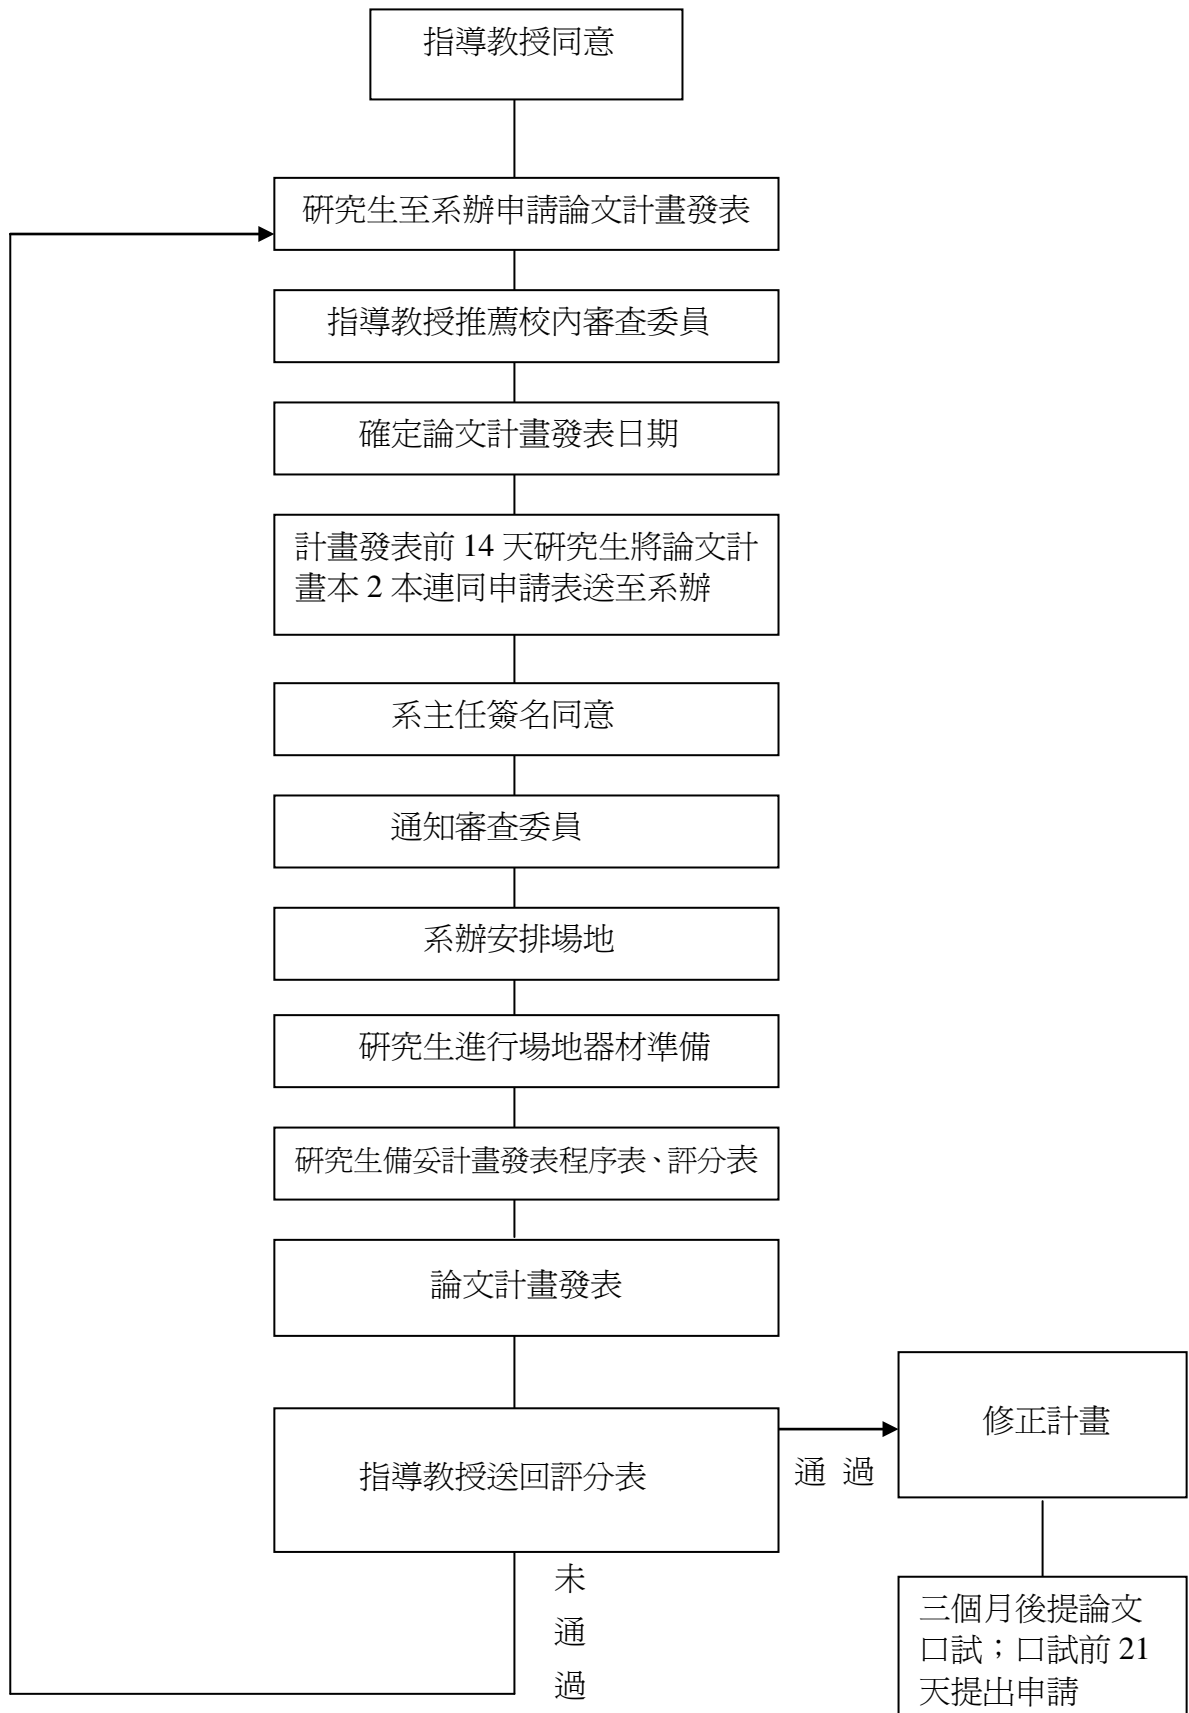 指導教授同意
研究生至系辦申請論文計畫發表
指導教授推薦校內審查委員
確定論文計畫發表日期
計畫發表前 14 天研究生將論文計
畫本 2 本連同申請表送至系辦
系主任簽名同意
通知審查委員
系辦安排場地
研究生進行場地器材準備
研究生備妥計畫發表程序表、評分表
論文計畫發表
指導教授送回評分表
通 過
修正計畫
未
通
過
三個月後提論文
口試；口試前 21
天提出申請